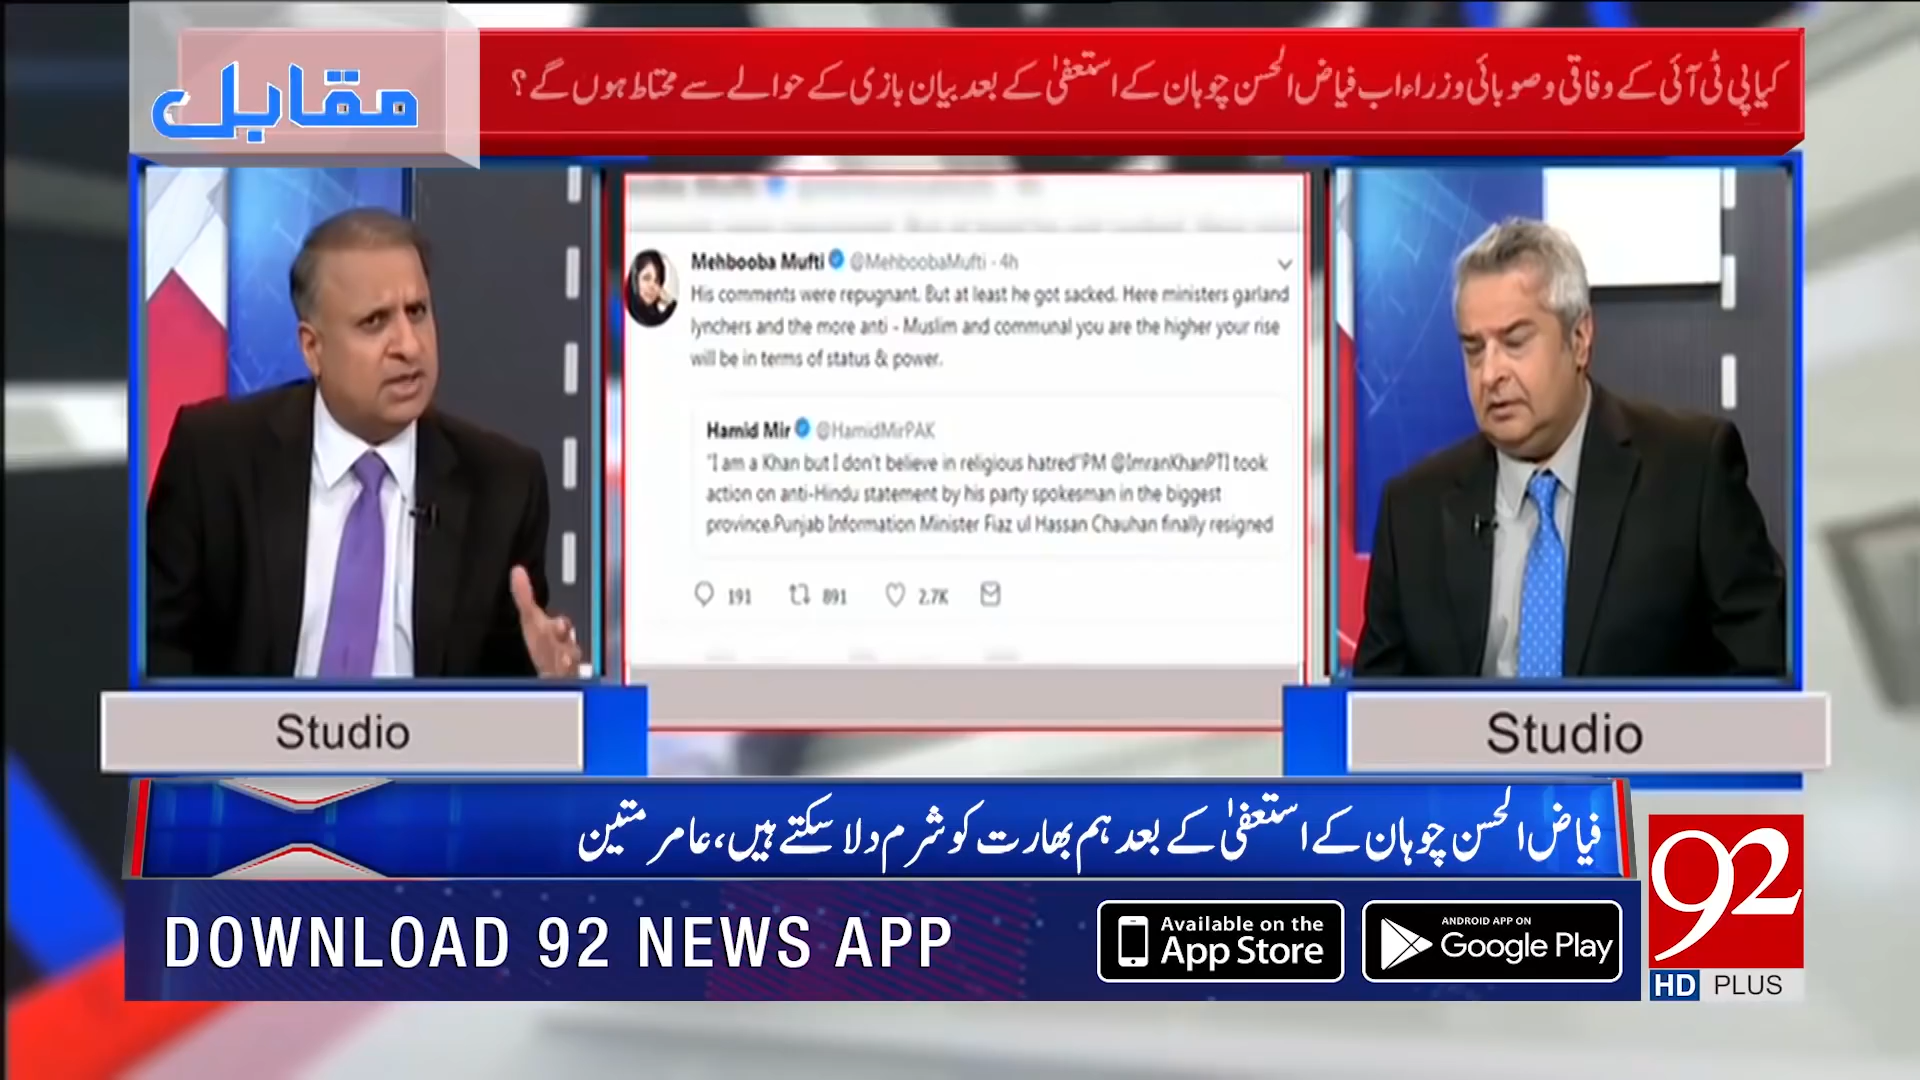 مقابل
کیا پی ٹی آئی کے وفاقی و صوبائی وزراء اب فیاض الحسن چوہان کے استعفیٰ کے بعد بیان بازی کے حوالے سے محتاط ہوں گے؟
Mehbooba Mufti @MehboobaMufti - 4h
His comments were repugnant. But at least he got sacked. Here ministers garland
lynchers and the more anti - Muslim and communal you are the higher your rise
will be in terms of status & power.
Hamid Mir @HamidMirPAK
"I am a Khan but I don't believe in religious hatred"PM @ImranKhanPTI took
action on anti-Hindu statement by his party spokesman in the biggest
province.Punjab Information Minister Fiaz ul Hassan Chauhan finally resigned
191 891 2.7K
Studio
Studio
فیاض الحسن چوہان کے استعفیٰ کے بعد ہم بھارت کو شرم دلا سکتے ہیں، عامر متین
DOWNLOAD 92 NEWS APP
Available on the
App Store
ANDROID APP ON
Google Play
92
HD PLUS